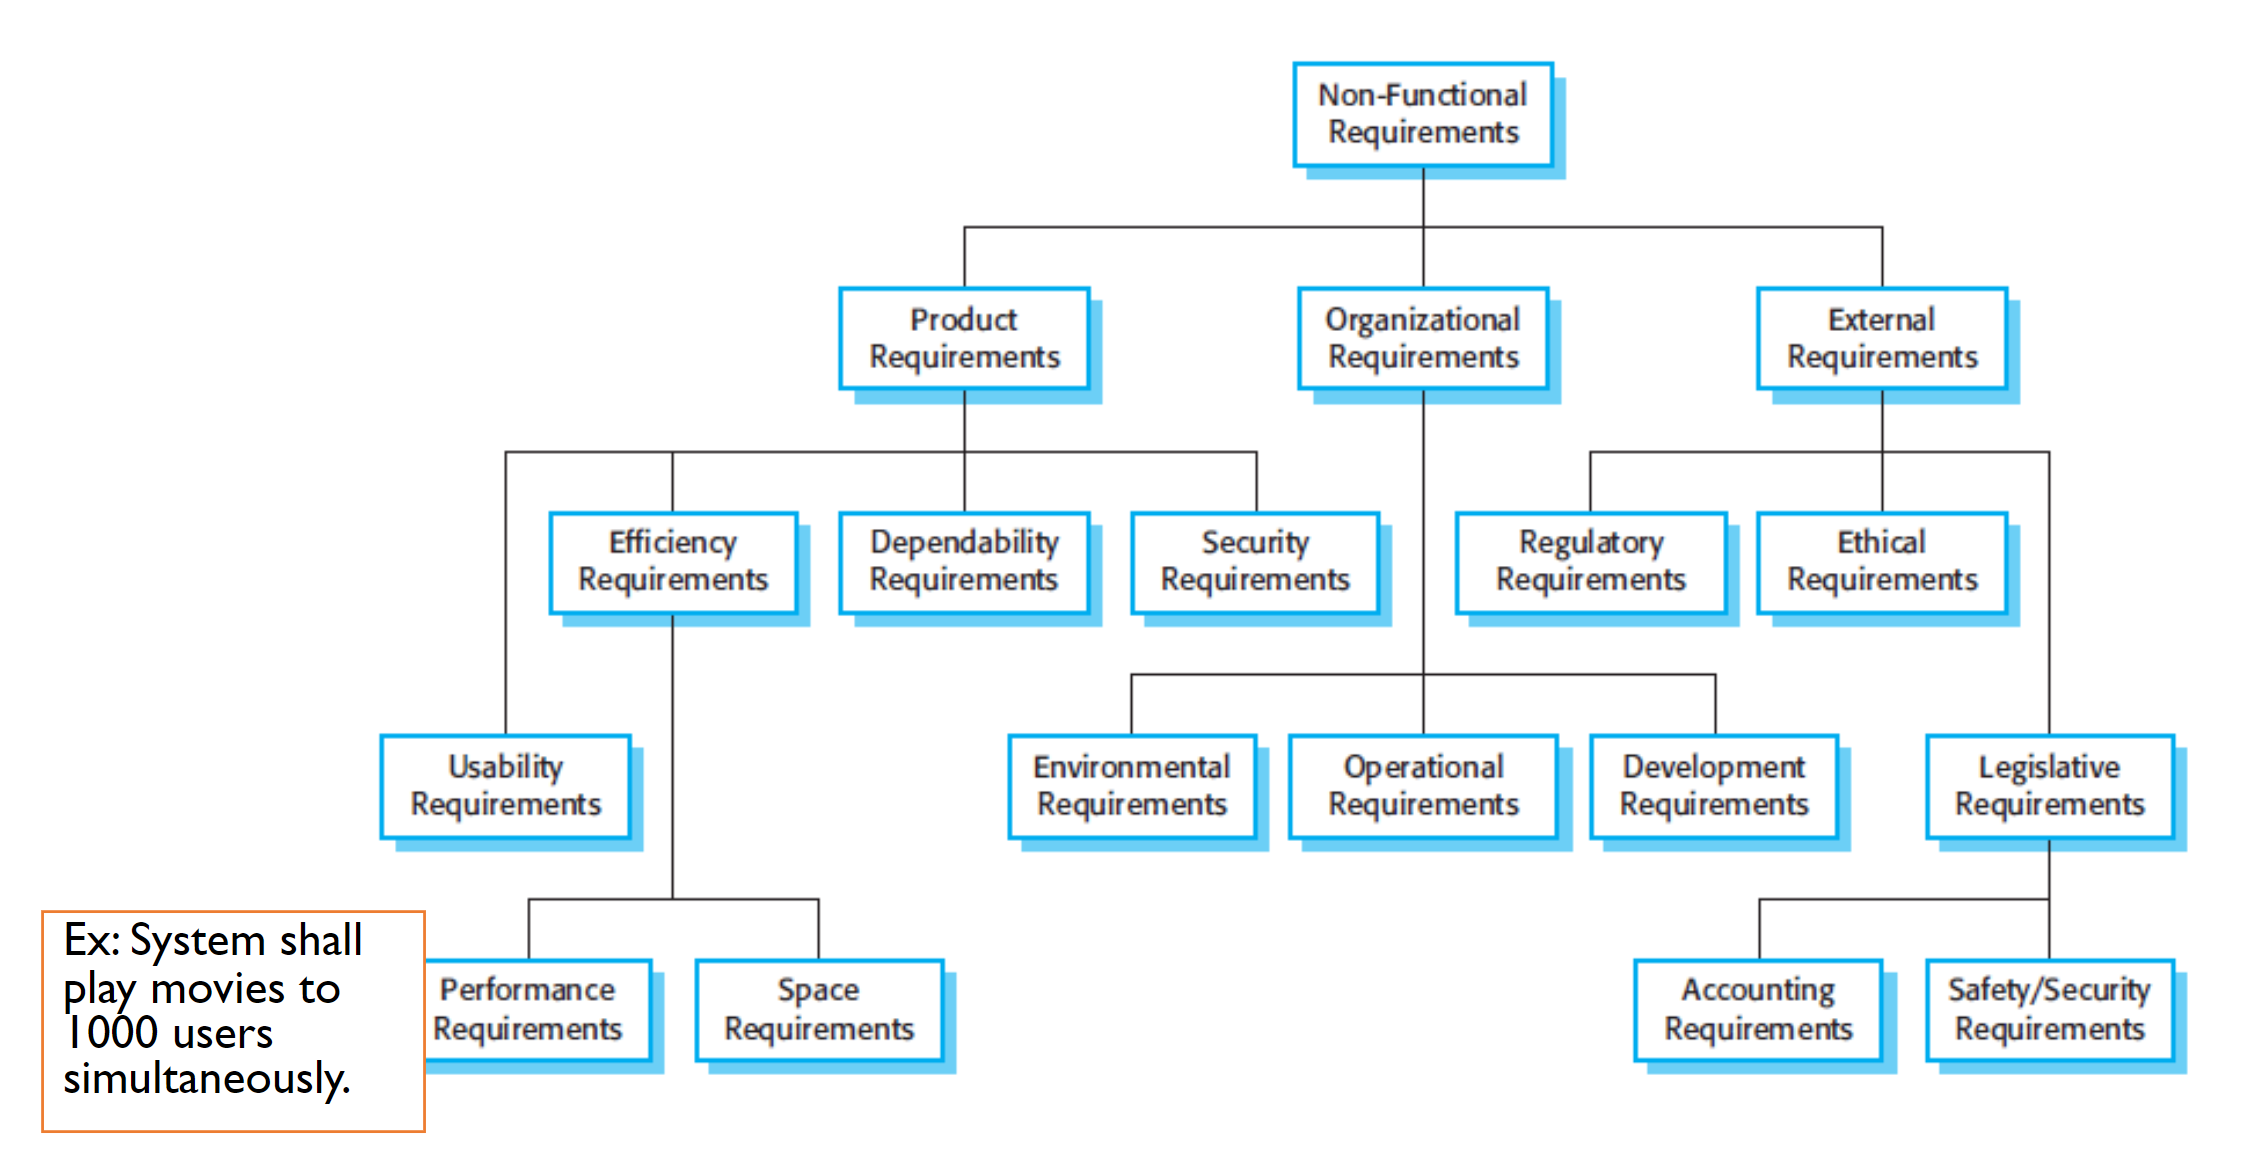 Non-Functional
Requirements
Product
Requirements
Organizational
Requirements
External
Requirements
Efficiency
Requirements
Dependability
Requirements
Security
Requirements
Regulatory
Requirements
Ethical
Requirements
Usability
Requirements
Environmental
Requirements
Operational
Requirements
Development
Requirements
Legislative
Requirements
Ex: System shall
play movies to
1000 users
simultaneously.
Performance
Requirements
Space
Requirements
Accounting
Requirements
Safety/Security
Requirements